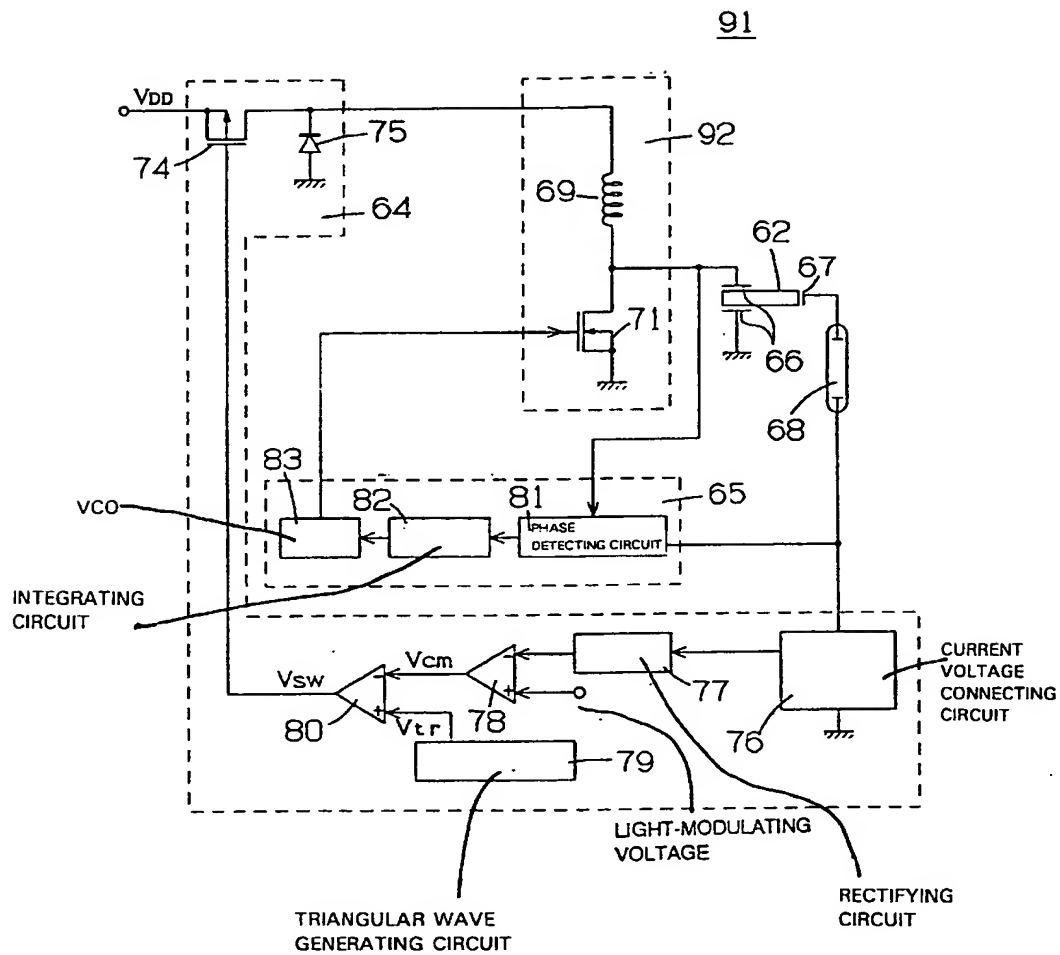 91
VDD
74
75
64
92
69
62
67
71
66
68
83
82
81
65
VCO
PHASE
DETECTING CIRCUIT
INTEGRATING
CIRCUIT
Vsw
Vcm
80
Vtr
78
77
76
79
CURRENT
VOLTAGE
CONNECTING
CIRCUIT
LIGHT-MODULATING
VOLTAGE
RECTIFYING
CIRCUIT
TRIANGULAR WAVE
GENERATING CIRCUIT